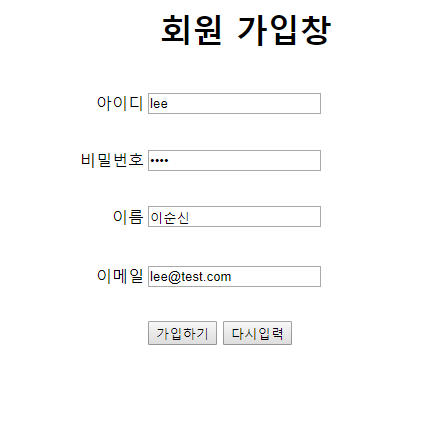 회원 가입창
아이디 lee
비밀번호 ••••
이름 이순신
이메일 lee@test.com
가입하기 다시입력